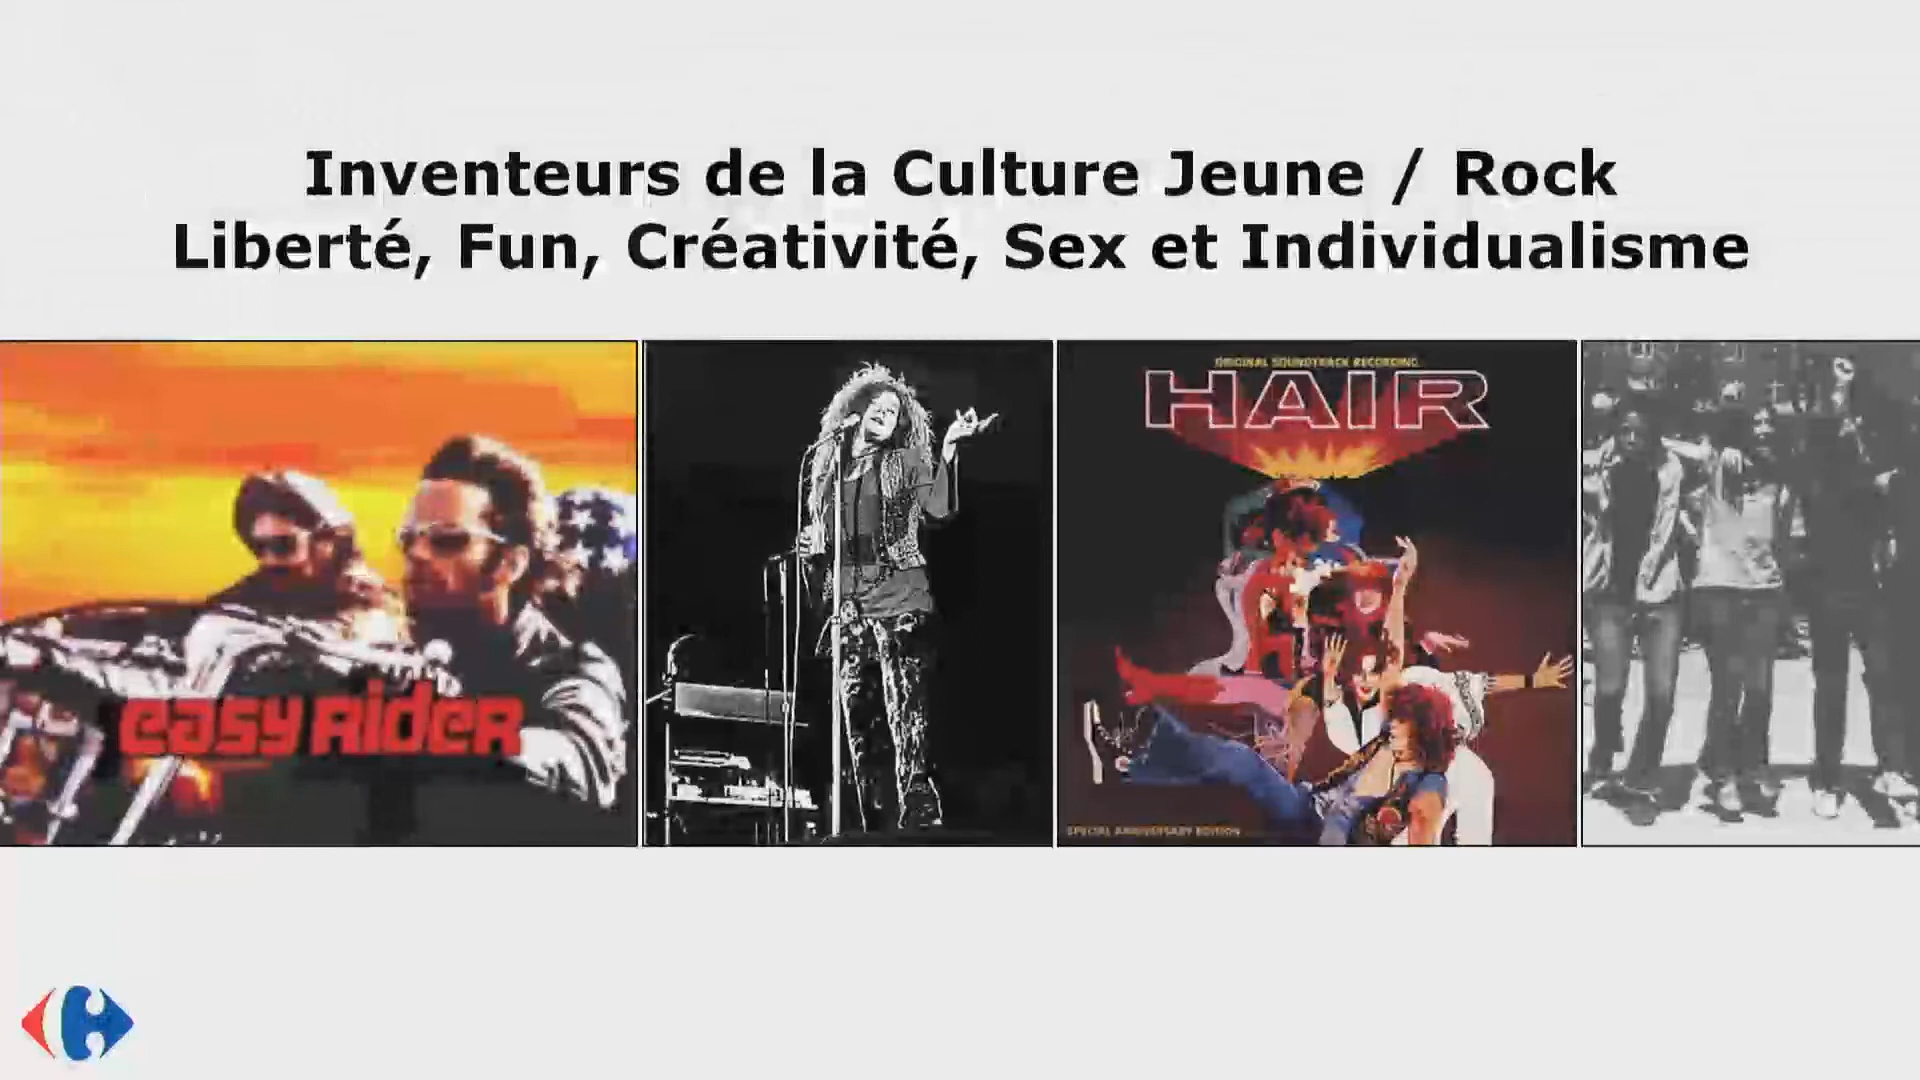 Inventeurs de la Culture Jeune / Rock
Liberté, Fun, Créativité, Sex et Individualisme
easy Rider
ORIGINAL SOUNDTRACK RECORDING
HAIR
SPECIAL ANNIVERSARY EDITION